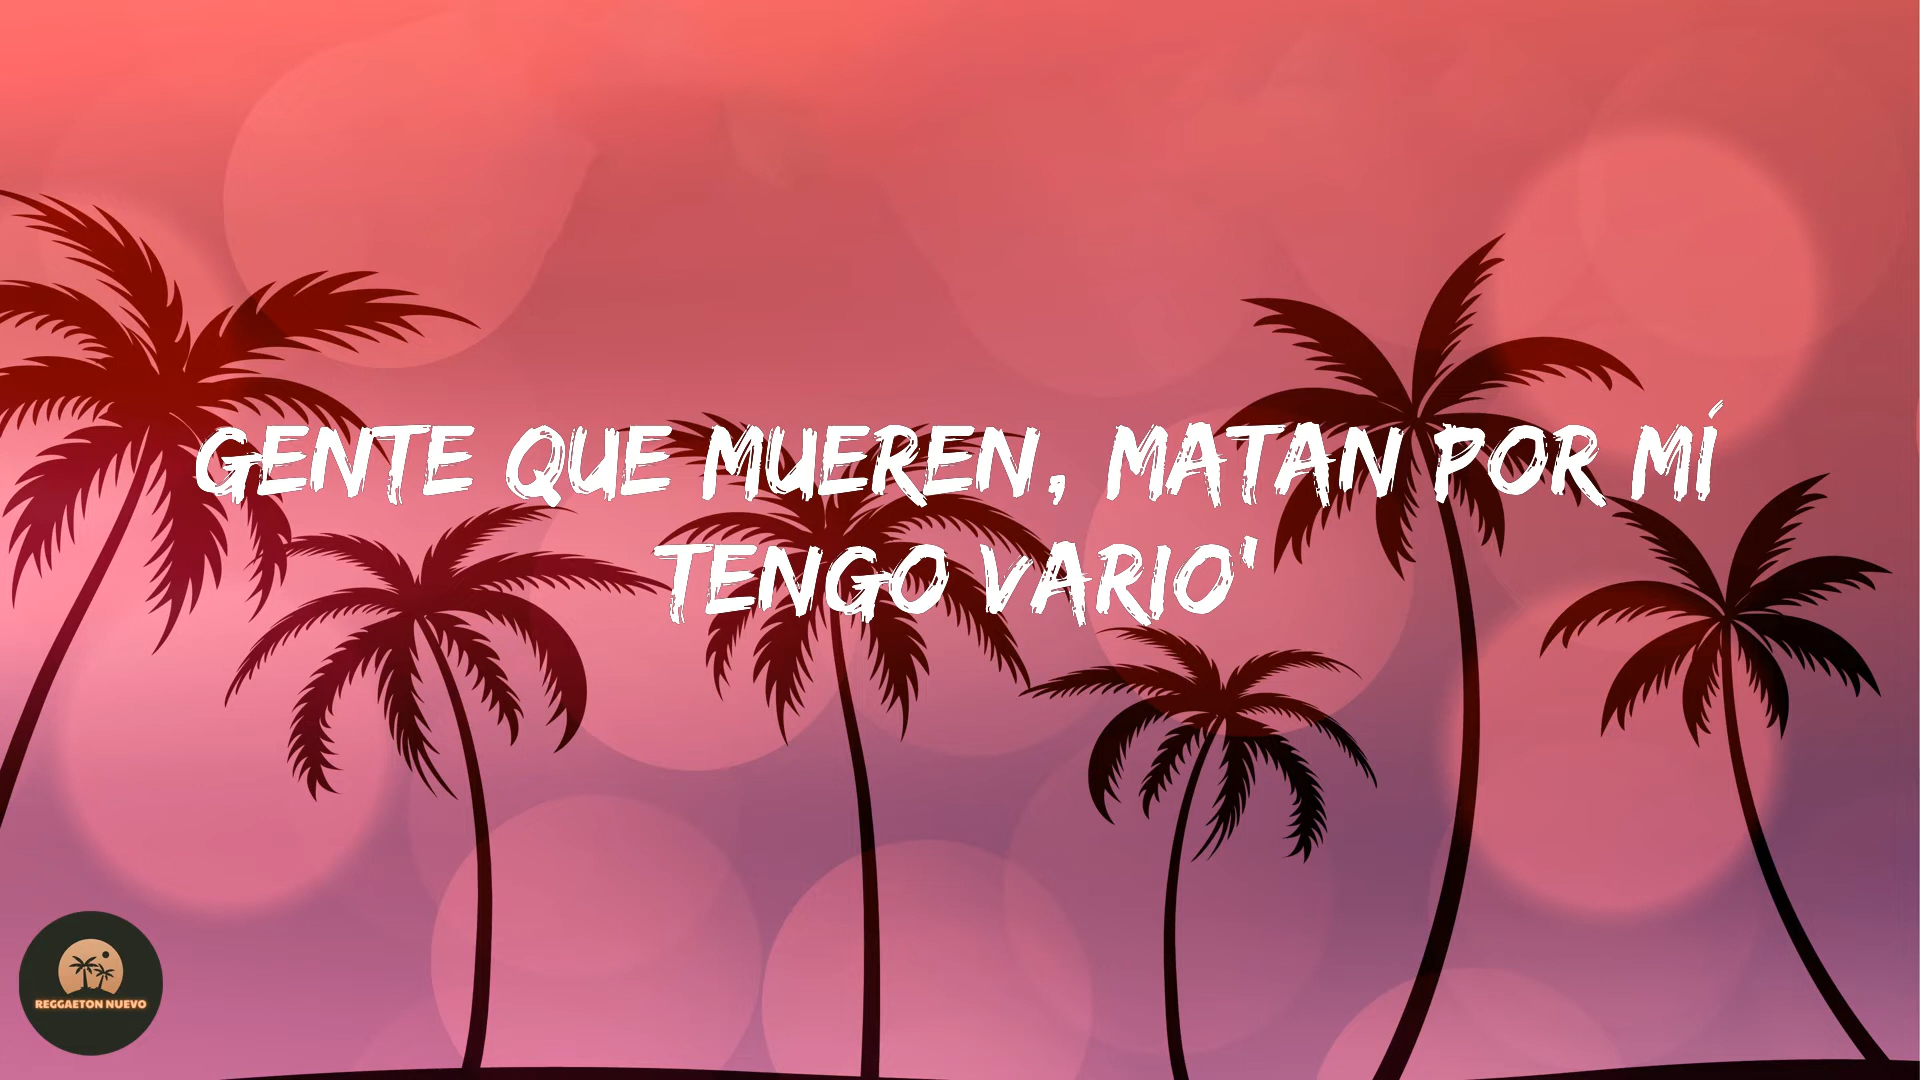 GENTE QUE MUEREN, MATAN POR MÍ
TENGO VARIO'
REGGAETON NUEVO